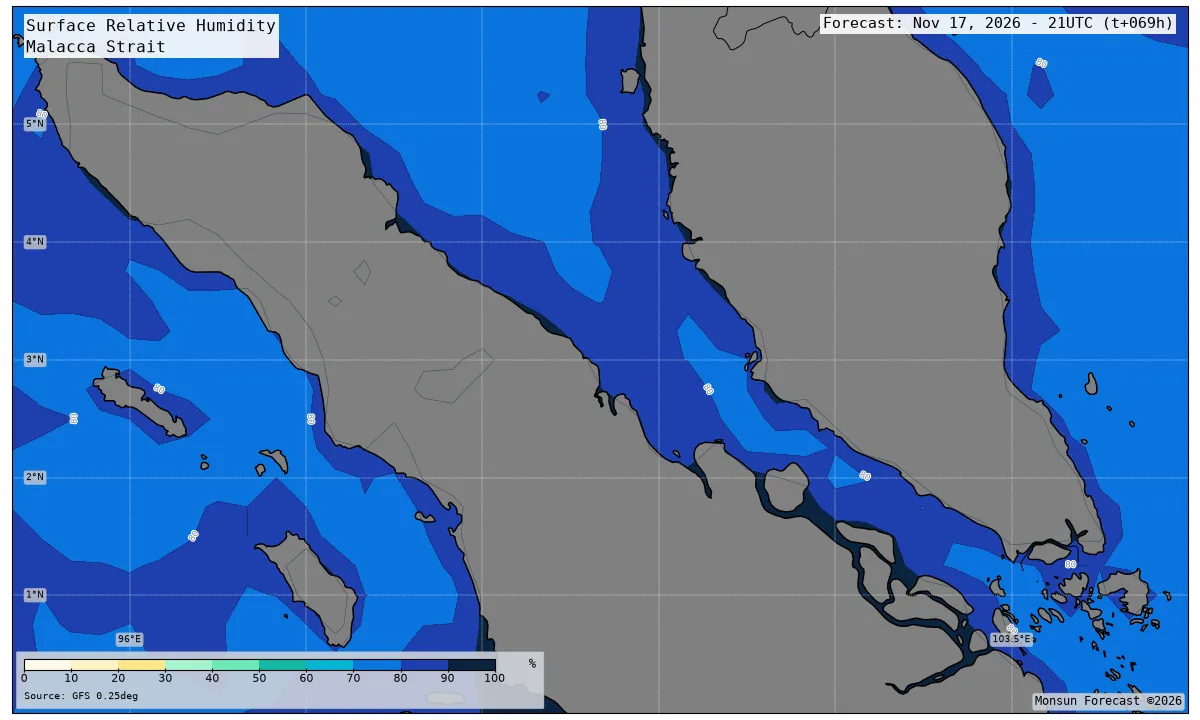 Surface Relative Humidity
Malacca Strait
Forecast: Nov 17, 2026 - 21UTC (t+069h)
80
80
80
5°N
4°N
3°N
80
80
80
80
80
2°N
80
80
1°N
96°E
103.5°E
%
0 10 20 30 40 50 60 70 80 90 100
Source: GFS 0.25deg
Monsun Forecast ©2026